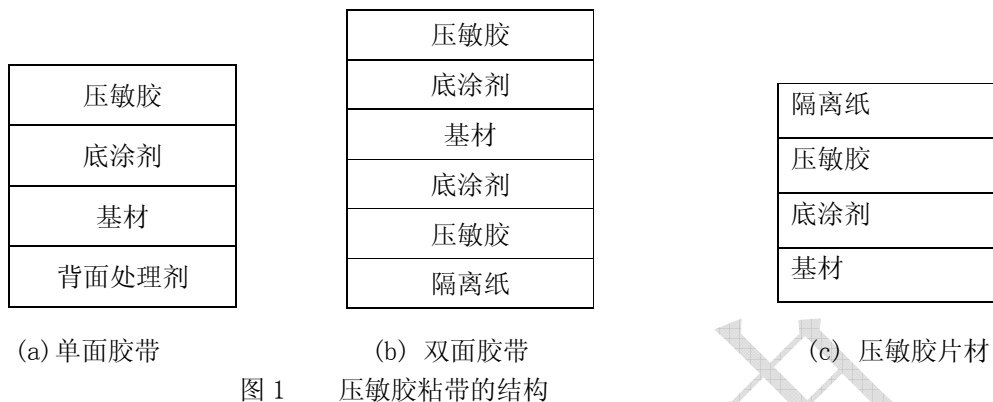 压敏胶
底涂剂
基材
背面处理剂
(a)单面胶带
压敏胶
底涂剂
基材
底涂剂
压敏胶
隔离纸
(b) 双面胶带
隔离纸
压敏胶
底涂剂
基材
(c) 压敏胶片材
图 1 压敏胶粘带的结构